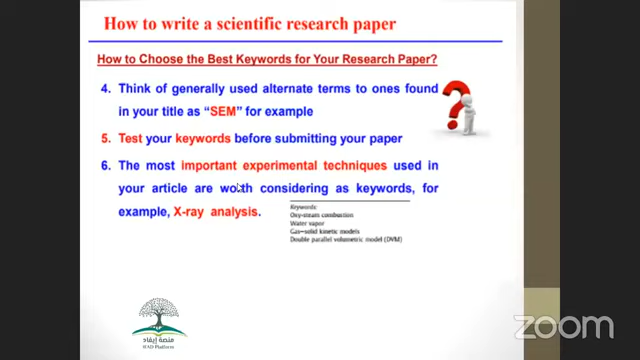 How to write a scientific research paper
How to Choose the Best Keywords for Your Research Paper?
4. Think of generally used alternate terms to ones found
in your title as “SEM” for example
5. Test your keywords before submitting your paper
6. The most important experimental techniques used in
your article are worth considering as keywords, for
example, X-ray analysis.
Keywords:
Oxy-steam combustion
Water vapor
Gas–solid kinetic models
Double parallel volumetric model (DVM)
منصة إيفاد
IFAD Platform
zoom